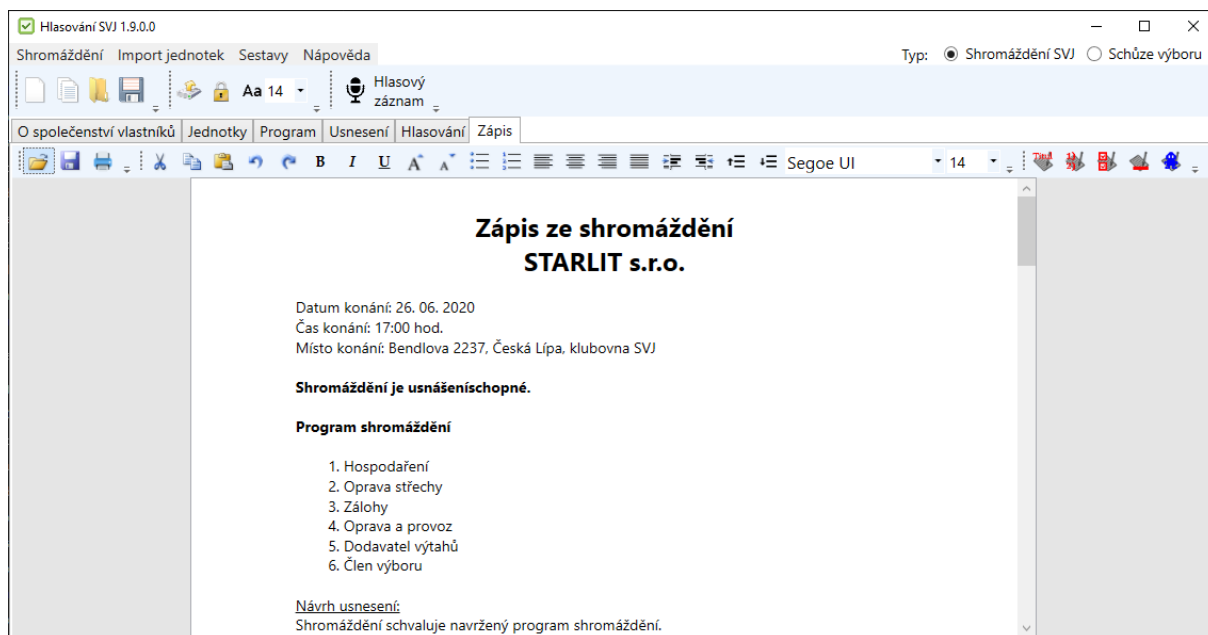 Hlasování SVJ 1.9.0.0
Shromáždění Import jednotek Sestavy Nápověda Typ: Shromáždění SVJ Schůze výboru
Aa 14 Hlasový
záznam
O společenství vlastníků Jednotky Program Usnesení Hlasování Zápis
B I U A A Segoe UI 14
Zápis ze shromáždění
STARLIT s.r.o.
Datum konání: 26. 06. 2020
Čas konání: 17:00 hod.
Místo konání: Bendlova 2237, Česká Lípa, klubovna SVJ
Shromáždění je usnášeníschopné.
Program shromáždění
1. Hospodaření
2. Oprava střechy
3. Zálohy
4. Oprava a provoz
5. Dodavatel výtahů
6. Člen výboru
Návrh usnesení:
Shromáždění schvaluje navržený program shromáždění.